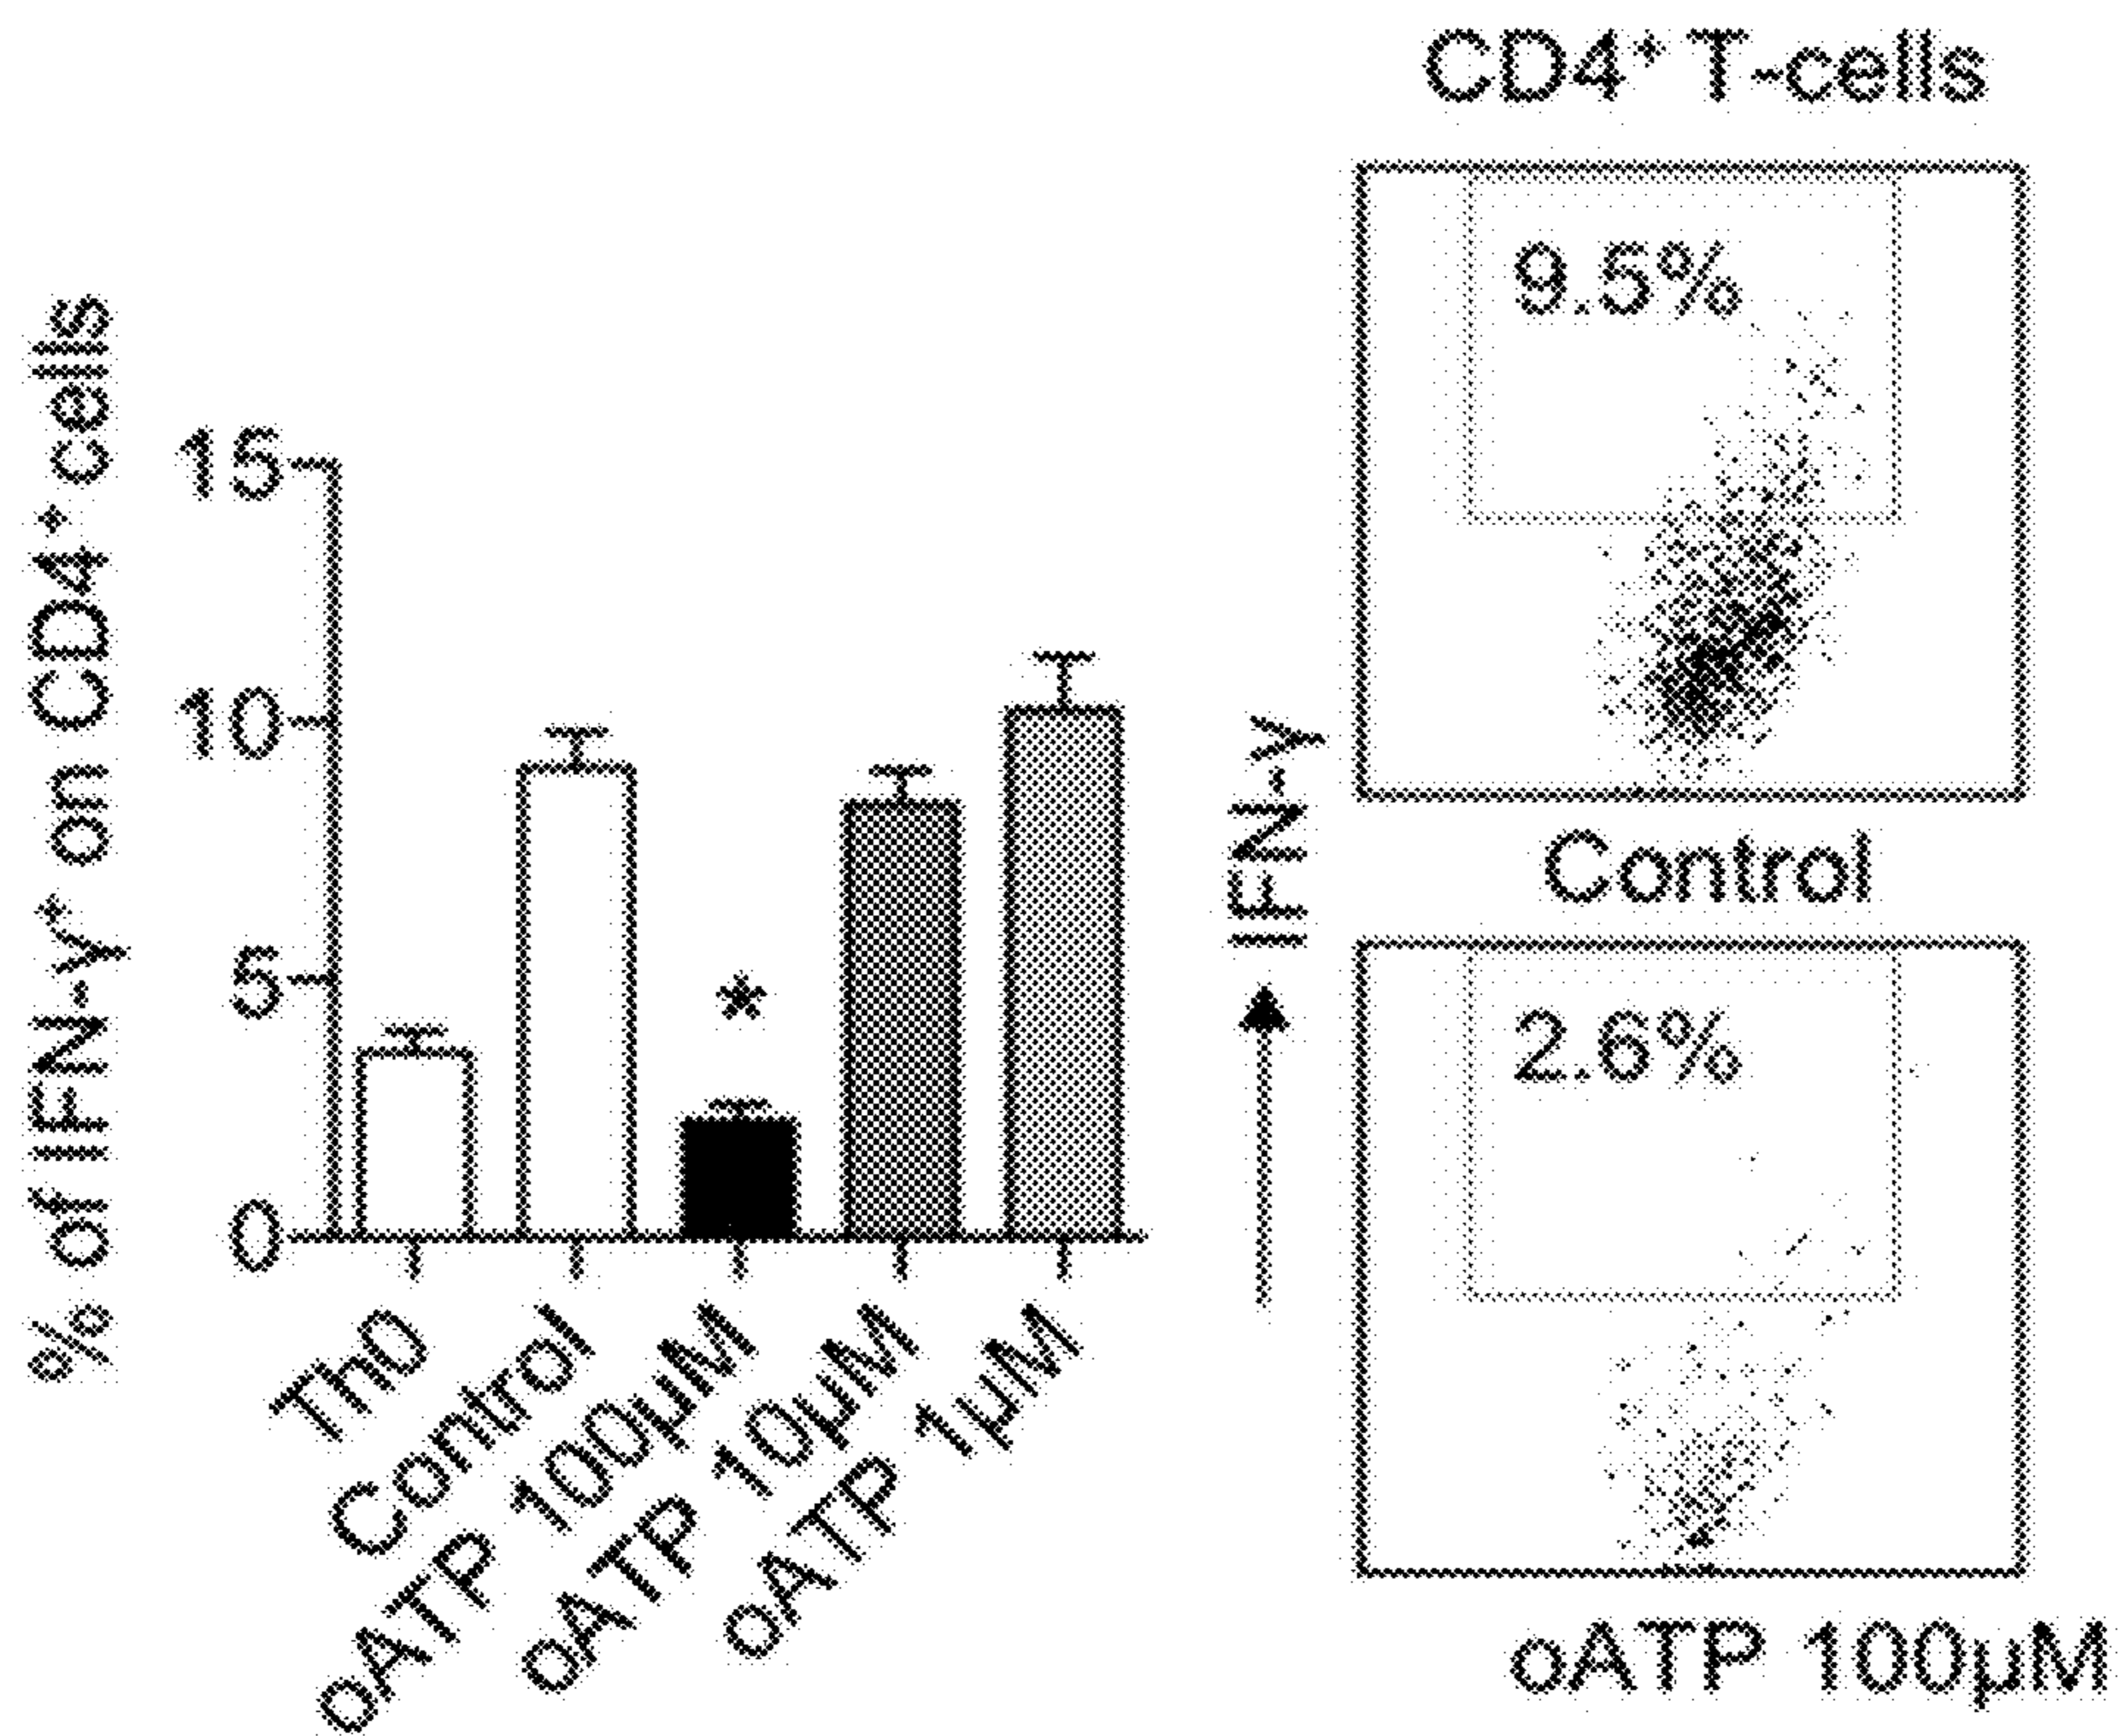 % of IFN-γ⁺ on CD4⁺ cells
15
10
5
0
Th0
Control
oATP 100µM
oATP 10µM
oATP 1µM
IFN-γ
CD4⁺ T-cells
9.5%
Control
2.6%
oATP 100µM
*